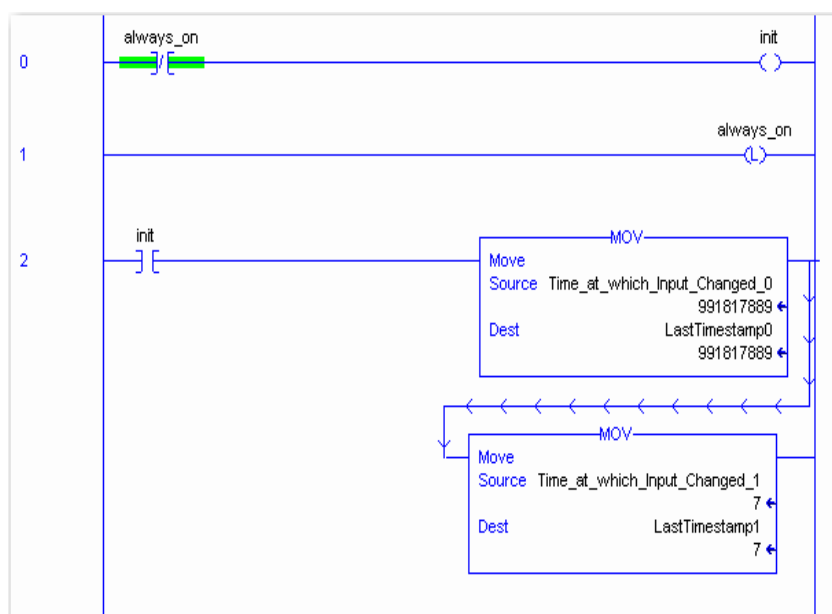 always_on
init
0
always_on
1
L
init
2
MOV
Move
Source Time_at_which_Input_Changed_0
991817889
Dest LastTimestamp0
991817889
MOV
Move
Source Time_at_which_Input_Changed_1
7
Dest LastTimestamp1
7